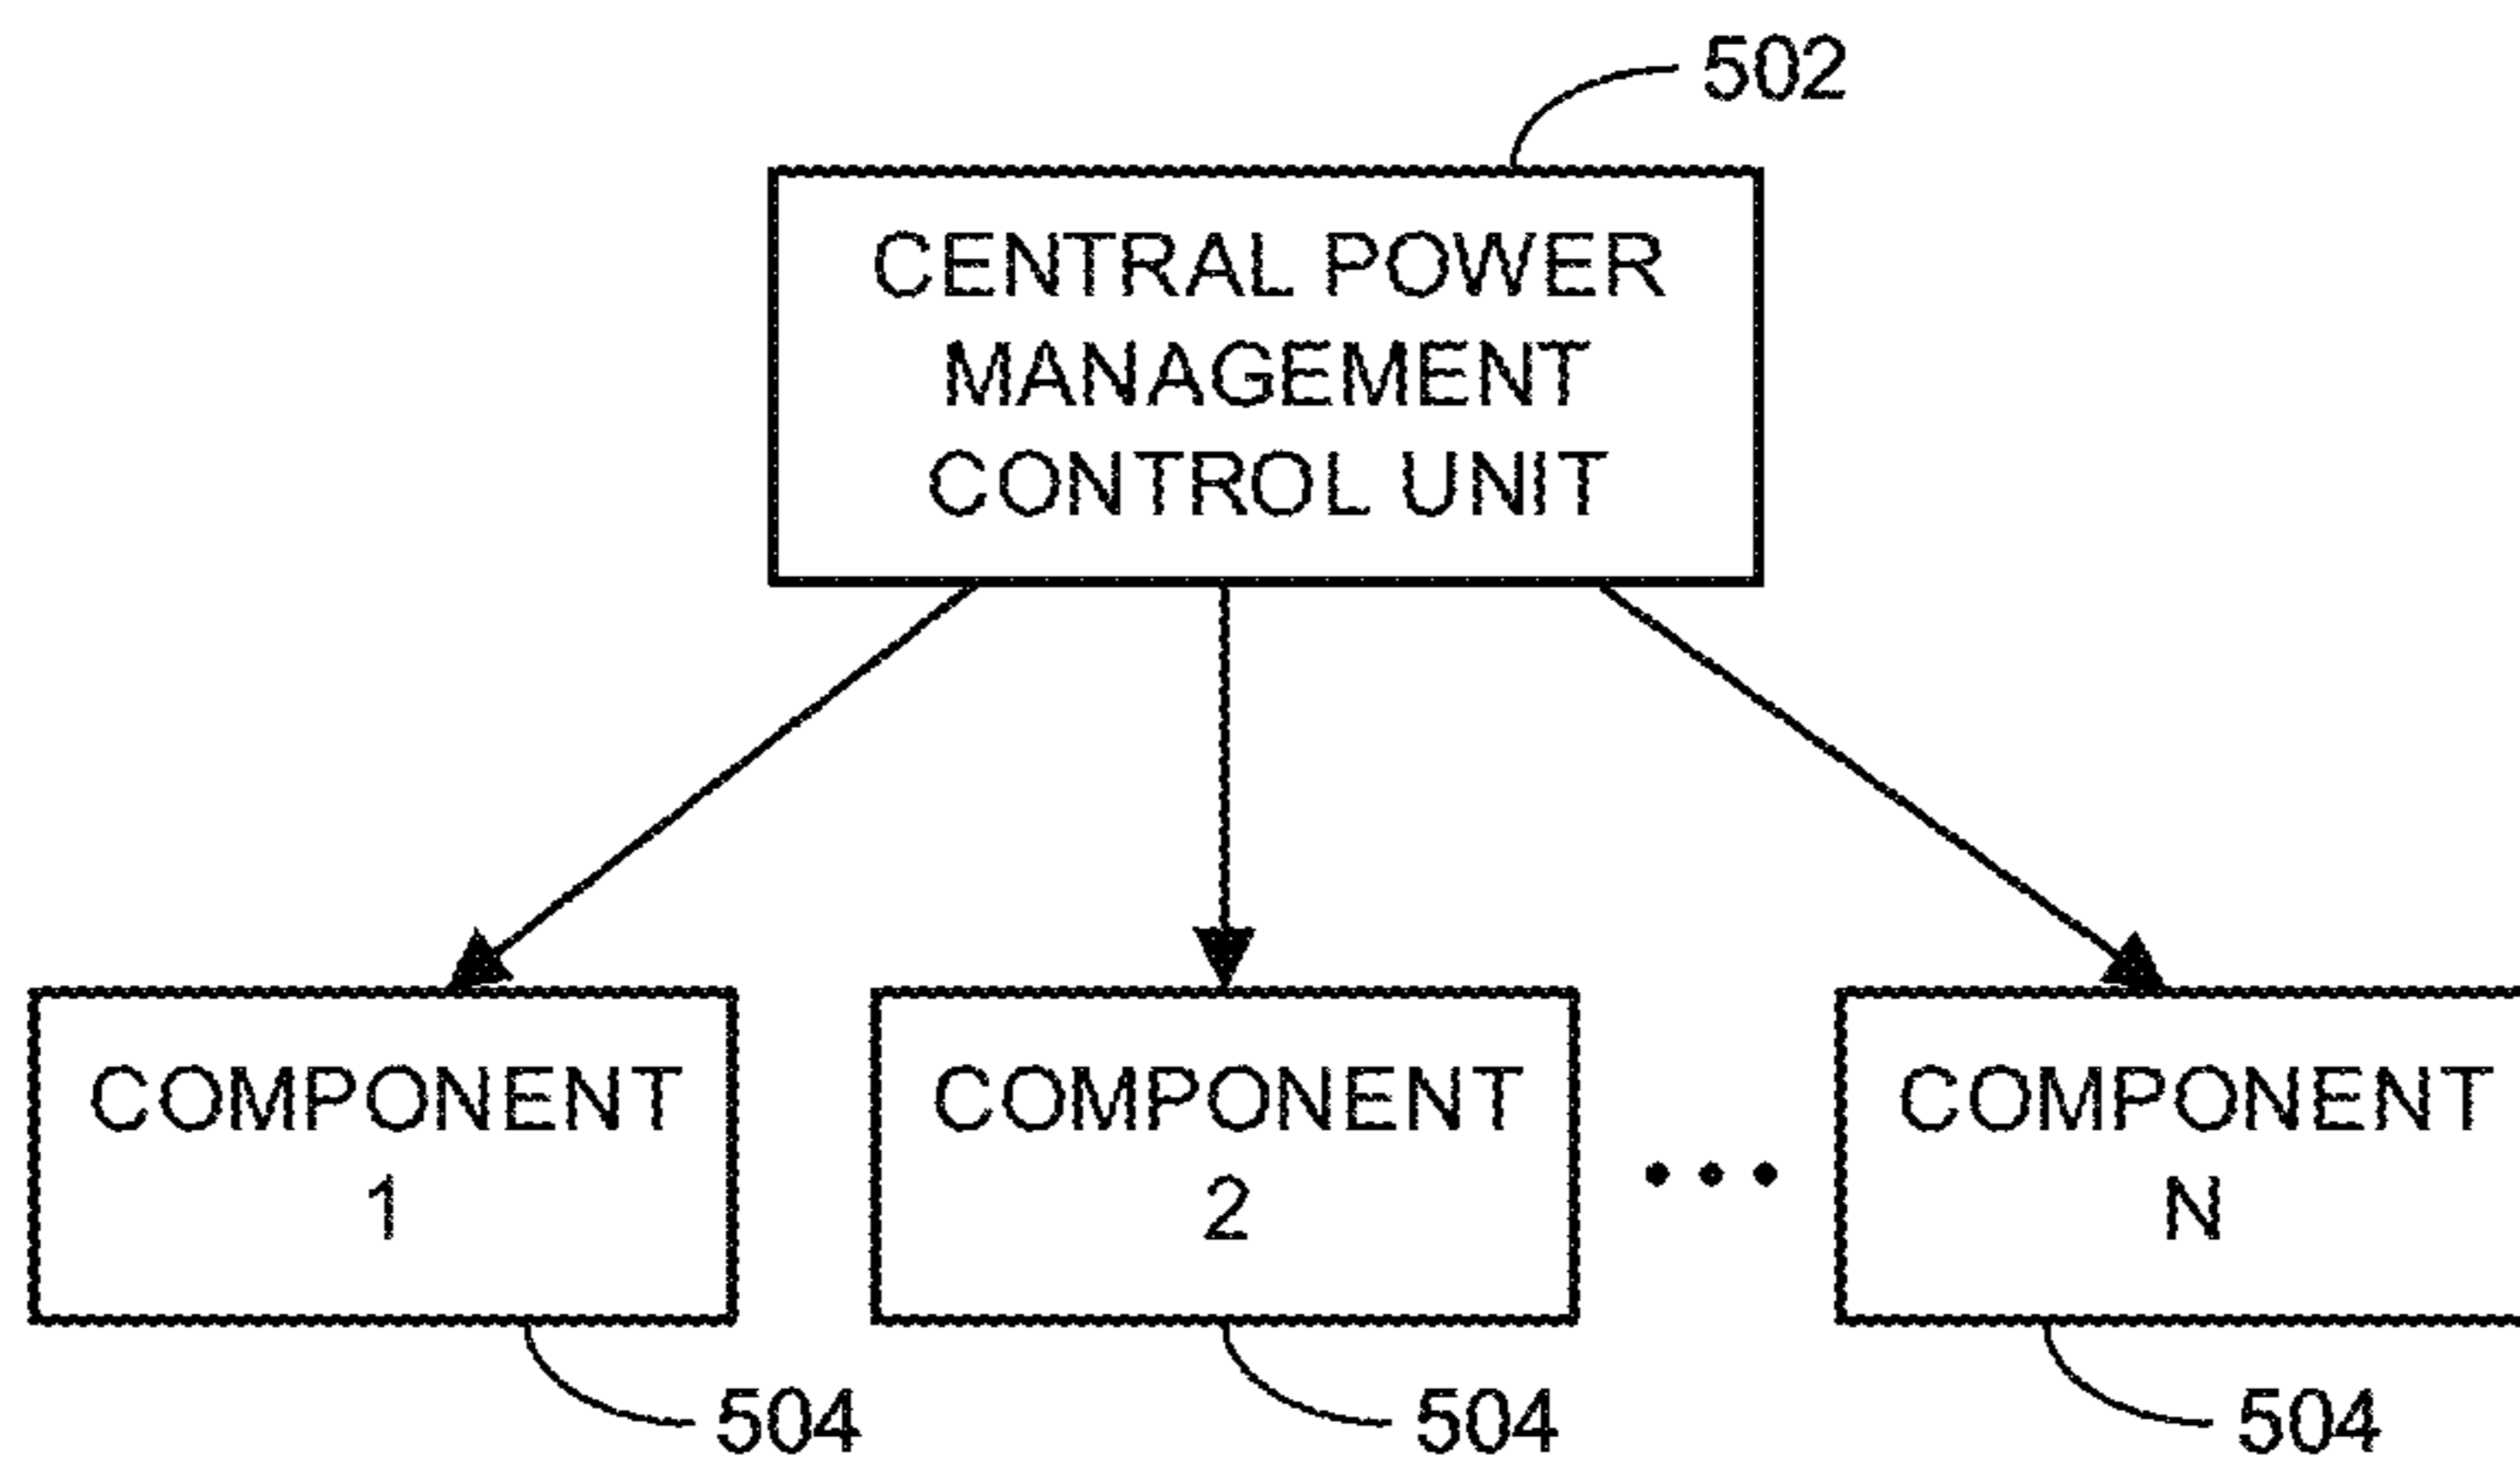 502
CENTRAL POWER
MANAGEMENT
CONTROL UNIT
COMPONENT
1
COMPONENT
2
• • •
COMPONENT
N
504
504
504